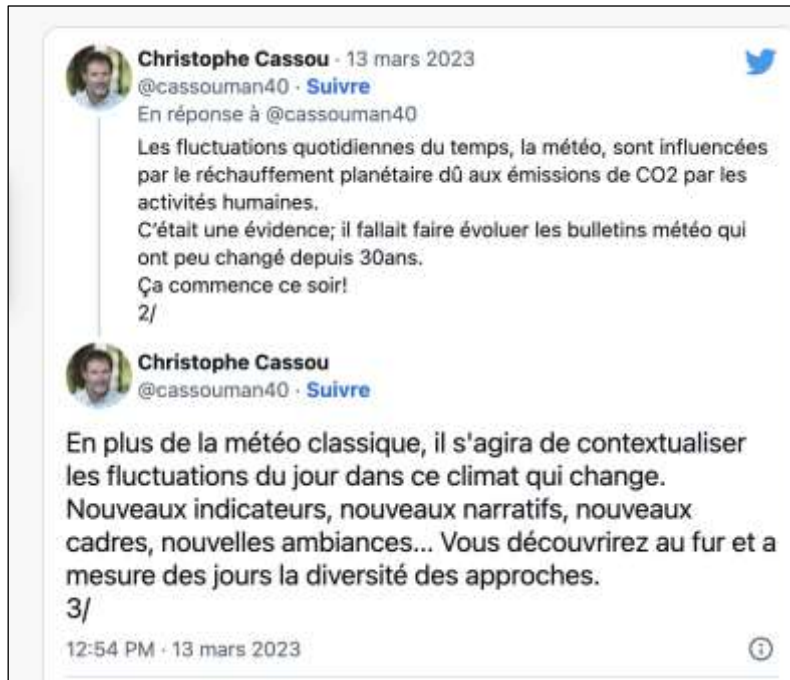 Christophe Cassou · 13 mars 2023
@cassouman40 · Suivre
En réponse à @cassouman40
Les fluctuations quotidiennes du temps, la météo, sont influencées
par le réchauffement planétaire dû aux émissions de CO2 par les
activités humaines.
C'était une évidence; il fallait faire évoluer les bulletins météo qui
ont peu changé depuis 30ans.
Ça commence ce soir!
2/
Christophe Cassou
@cassouman40 · Suivre
En plus de la météo classique, il s'agira de contextualiser
les fluctuations du jour dans ce climat qui change.
Nouveaux indicateurs, nouveaux narratifs, nouveaux
cadres, nouvelles ambiances... Vous découvrirez au fur et a
mesure des jours la diversité des approches.
3/
12:54 PM · 13 mars 2023